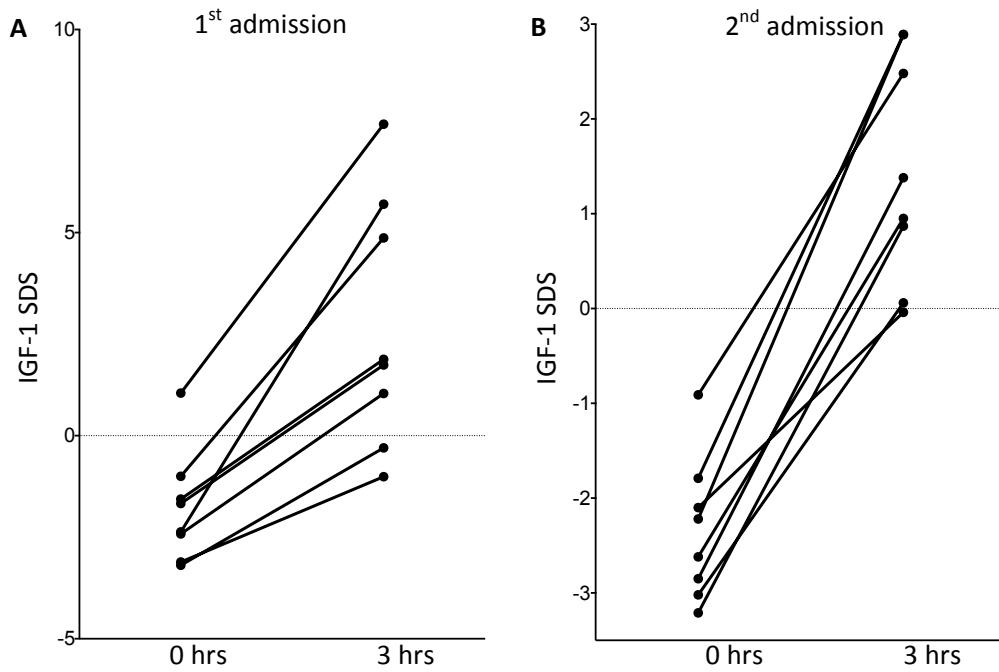 A
1st admission
10
5
0
-5
IGF-1 SDS
0 hrs
3 hrs
B
2nd admission
3
2
1
0
-1
-2
-3
IGF-1 SDS
0 hrs
3 hrs